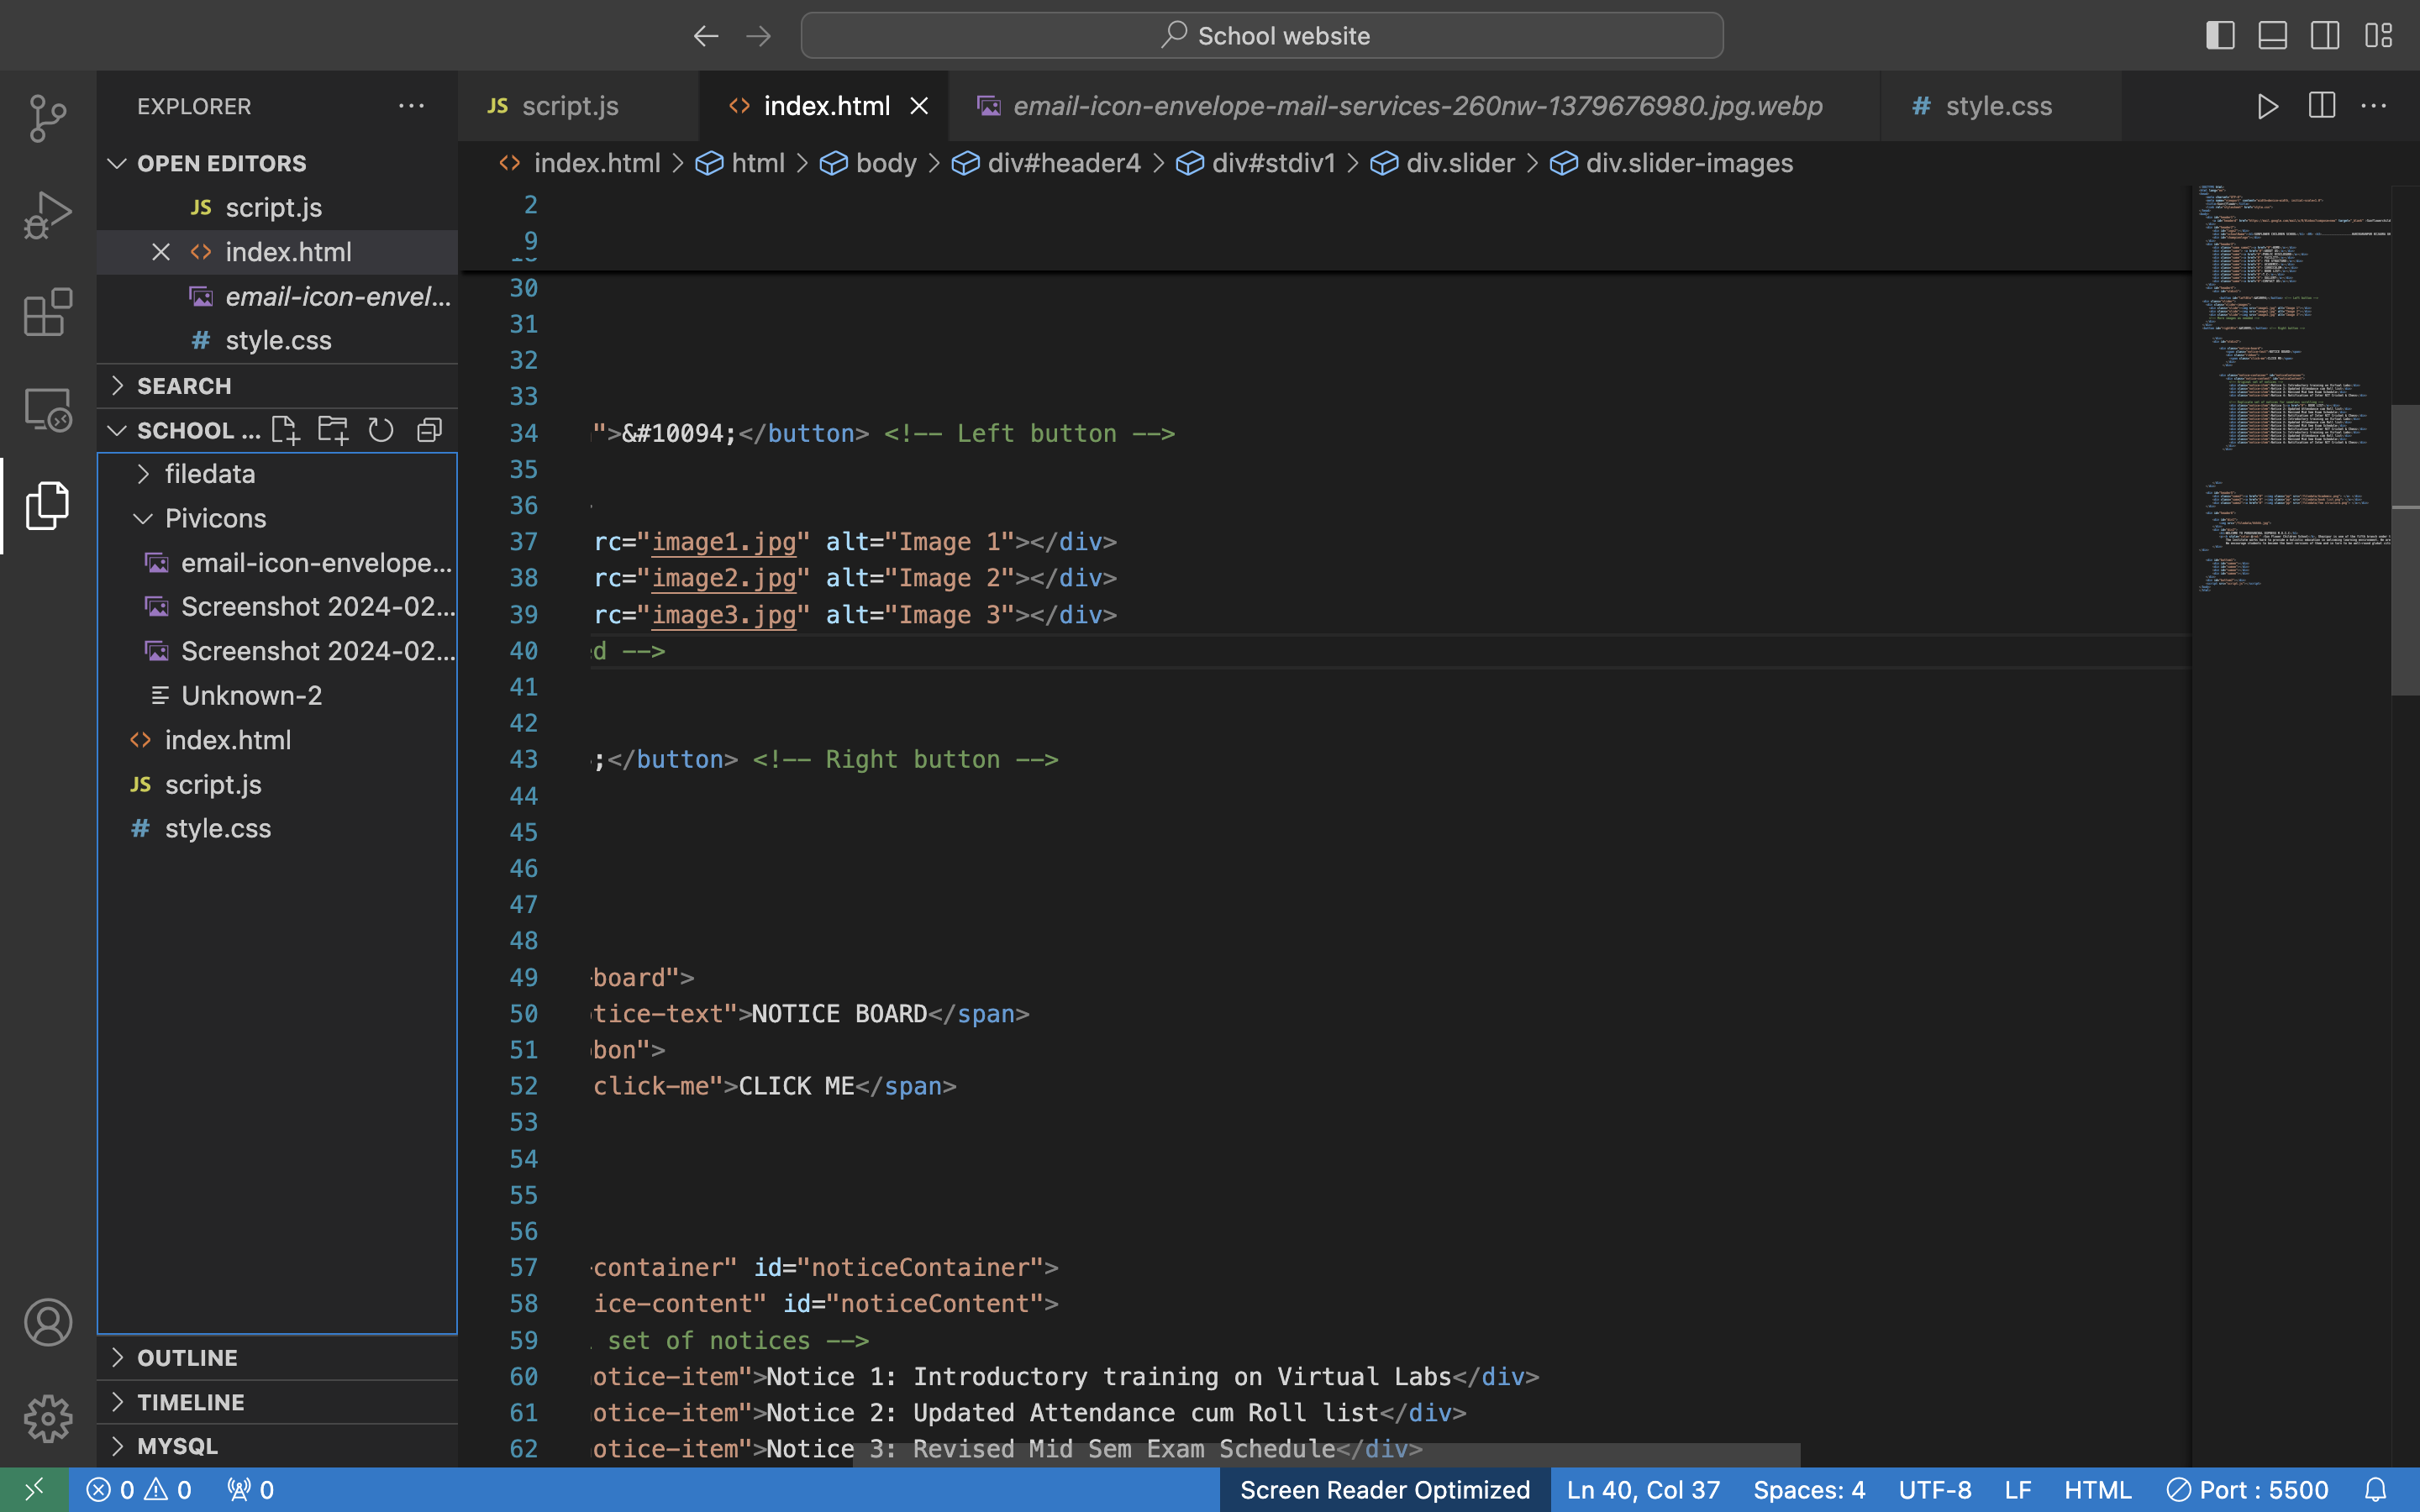 School website
EXPLORER
OPEN EDITORS
JS script.js
index.html
email-icon-envel...
# style.css
SEARCH
SCHOOL ...
filedata
Pivicons
email-icon-envelope...
Screenshot 2024-02...
Screenshot 2024-02...
Unknown-2
index.html
JS script.js
# style.css
OUTLINE
TIMELINE
MYSQL
JS script.js
index.html
email-icon-envelope-mail-services-260nw-1379676980.jpg.webp
# style.css
index.html > html > body > div#header4 > div#stdiv1 > div.slider > div.slider-images
2
9
30
31
32
33
34 ">&#10094;</button> <!-- Left button -->
35
36
37 rc="image1.jpg" alt="Image 1"></div>
38 rc="image2.jpg" alt="Image 2"></div>
39 rc="image3.jpg" alt="Image 3"></div>
40 d -->
41
42
43 ;</button> <!-- Right button -->
44
45
46
47
48
49 board">
50 tice-text">NOTICE BOARD</span>
51 bon">
52 click-me">CLICK ME</span>
53
54
55
56
57 container" id="noticeContainer">
58 ice-content" id="noticeContent">
59 set of notices -->
60 otice-item">Notice 1: Introductory training on Virtual Labs</div>
61 otice-item">Notice 2: Updated Attendance cum Roll list</div>
62 otice-item">Notice 3: Revised Mid Sem Exam Schedule</div>
0 0 0
Screen Reader Optimized Ln 40, Col 37 Spaces: 4 UTF-8 LF HTML Port : 5500